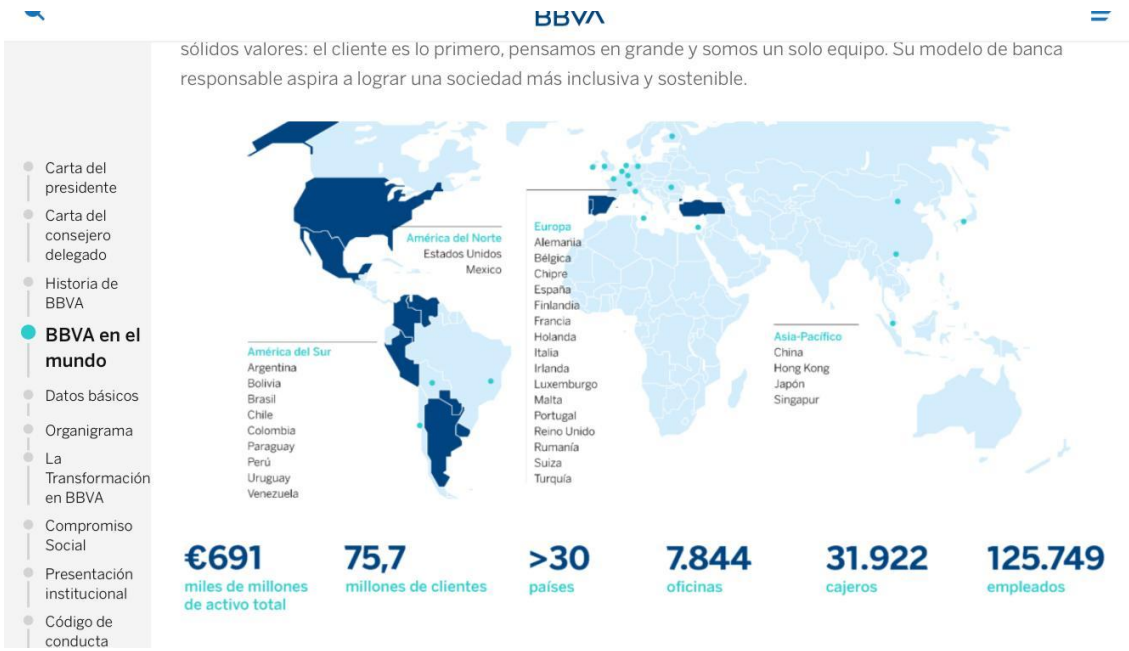 BBVA
sólidos valores: el cliente es lo primero, pensamos en grande y somos un solo equipo. Su modelo de banca
responsable aspira a lograr una sociedad más inclusiva y sostenible.
Carta del
presidente
Carta del
consejero
delegado
Historia de
BBVA
BBVA en el
mundo
Datos básicos
Organigrama
La
Transformación
en BBVA
Compromiso
Social
Presentación
institucional
Código de
conducta
América del Norte
Estados Unidos
Mexico
América del Sur
Argentina
Bolivia
Brasil
Chile
Colombia
Paraguay
Perú
Uruguay
Venezuela
Europa
Alemania
Bélgica
Chipre
España
Finlandia
Francia
Holanda
Italia
Irlanda
Luxemburgo
Malta
Portugal
Reino Unido
Rumanía
Suiza
Turquía
Asia-Pacífico
China
Hong Kong
Japón
Singapur
€691
miles de millones
de activo total
75,7
millones de clientes
>30
países
7.844
oficinas
31.922
cajeros
125.749
empleados